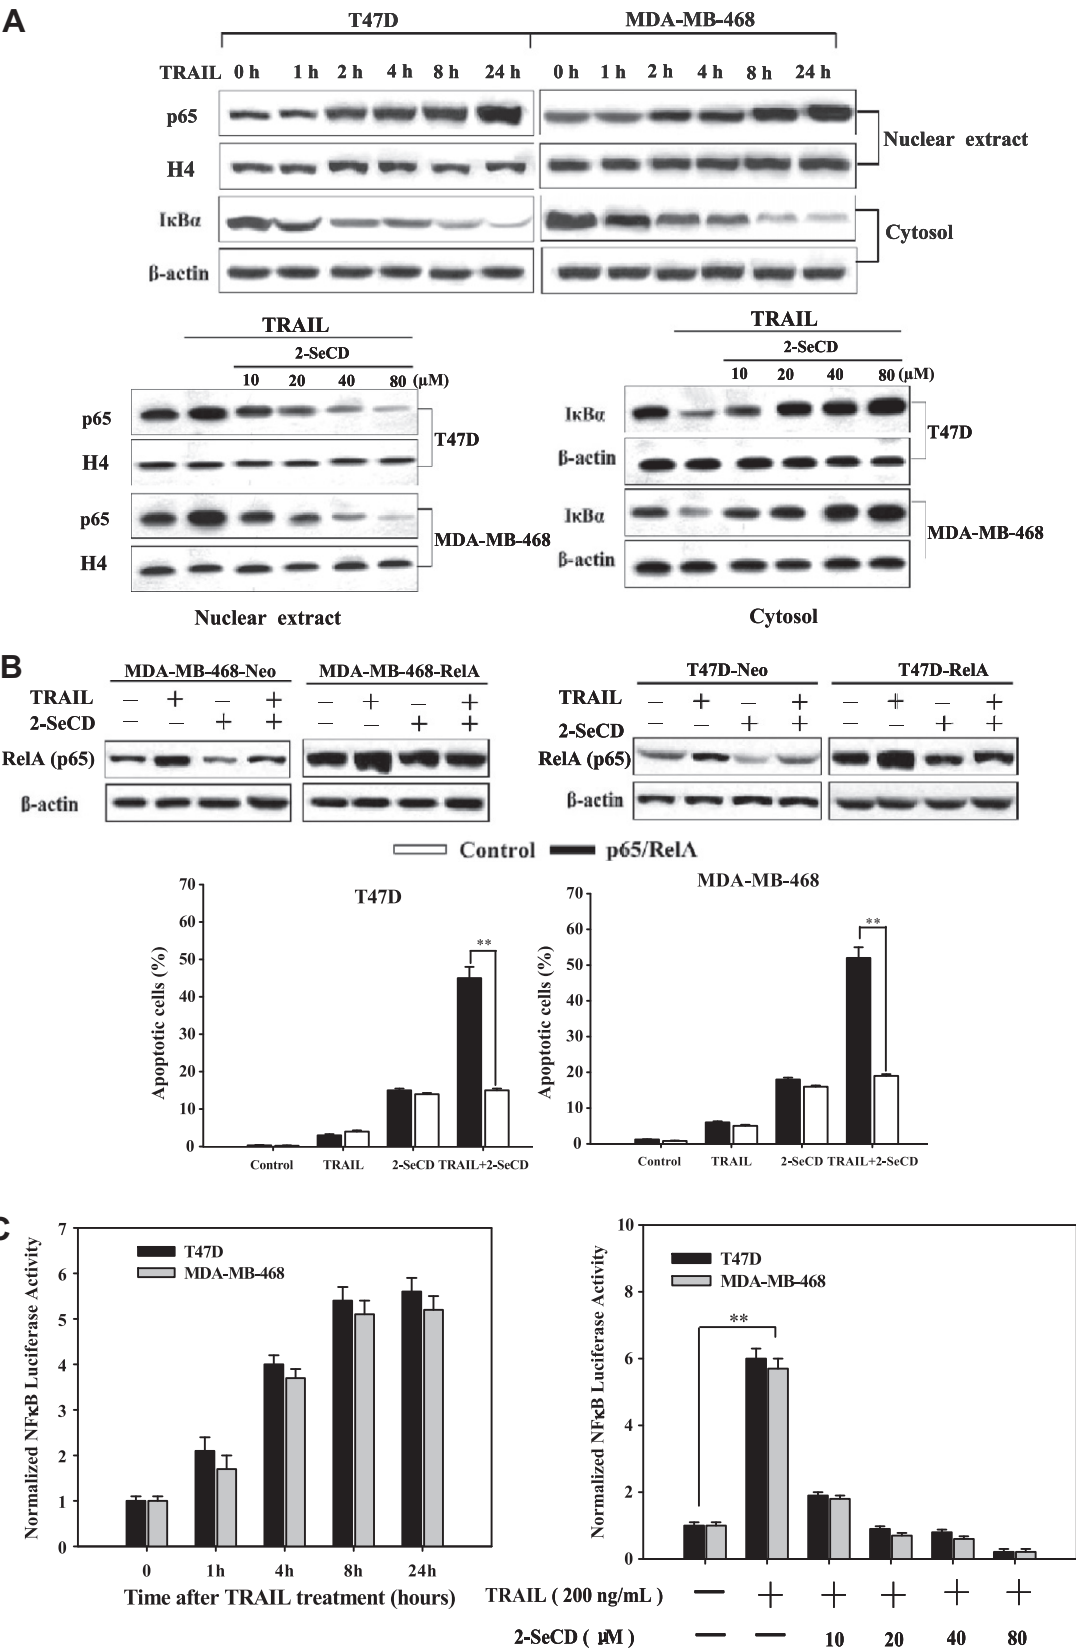 A
T47D MDA-MB-468
TRAIL 0 h 1 h 2 h 4 h 8 h 24 h 0 h 1 h 2 h 4 h 8 h 24 h
p65
Nuclear extract
H4
IκBα
Cytosol
β-actin
TRAIL TRAIL
2-SeCD 2-SeCD
10 20 40 80 (μM) 10 20 40 80 (μM)
p65 IκBα
T47D T47D
H4 β-actin
p65 IκBα
MDA-MB-468 MDA-MB-468
H4 β-actin
Nuclear extract Cytosol
B
MDA-MB-468-Neo MDA-MB-468-RelA T47D-Neo T47D-RelA
TRAIL − + − + − + − + TRAIL − + − + − + − +
2-SeCD − − + + − − + + 2-SeCD − − + + − − + +
RelA (p65) RelA (p65)
β-actin β-actin
Control p65/RelA
T47D MDA-MB-468
Apoptotic cells (%)
70
60
50
40
30
20
10
0
**
Control TRAIL 2-SeCD TRAIL+2-SeCD
Apoptotic cells (%)
70
60
50
40
30
20
10
0
**
Control TRAIL 2-SeCD TRAIL+2-SeCD
C
Normalized NFκB Luciferase Activity
7
6
5
4
3
2
1
0
T47D
MDA-MB-468
0 1h 4h 8h 24h
Time after TRAIL treatment (hours)
Normalized NFκB Luciferase Activity
10
8
6
4
2
0
T47D
MDA-MB-468
**
TRAIL ( 200 ng/mL ) − + + + + +
2-SeCD ( μM ) − − 10 20 40 80